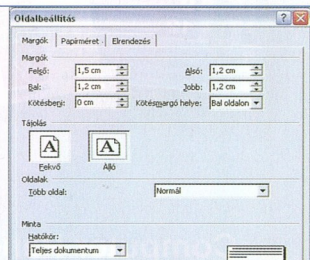 Oldalbeállítás
Margók Papírméret Elrendezés
Margók
Felső: 1,5 cm Alsó: 1,2 cm
Bal: 1,2 cm Jobb: 1,2 cm
Kötésbeni: 0 cm Kötésmargó helye: Bal oldalon
Tájolás
A A
Fekvő Álló
Oldalak
Több oldal: Normál
Minta
Hatókör:
Teljes dokumentum